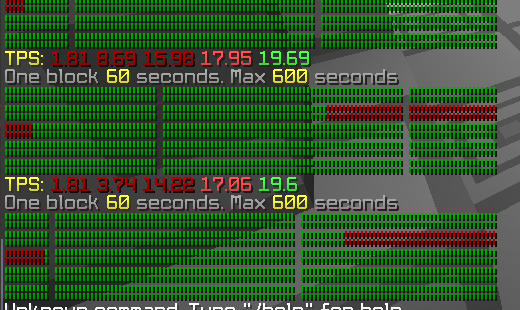 TPS: 1.81 8.69 15.98 17.95 19.69
One block 60 seconds. Max 600 seconds
TPS: 1.81 3.74 14.22 17.06 19.6
One block 60 seconds. Max 600 seconds
Unknown command. Type "/help" for help.